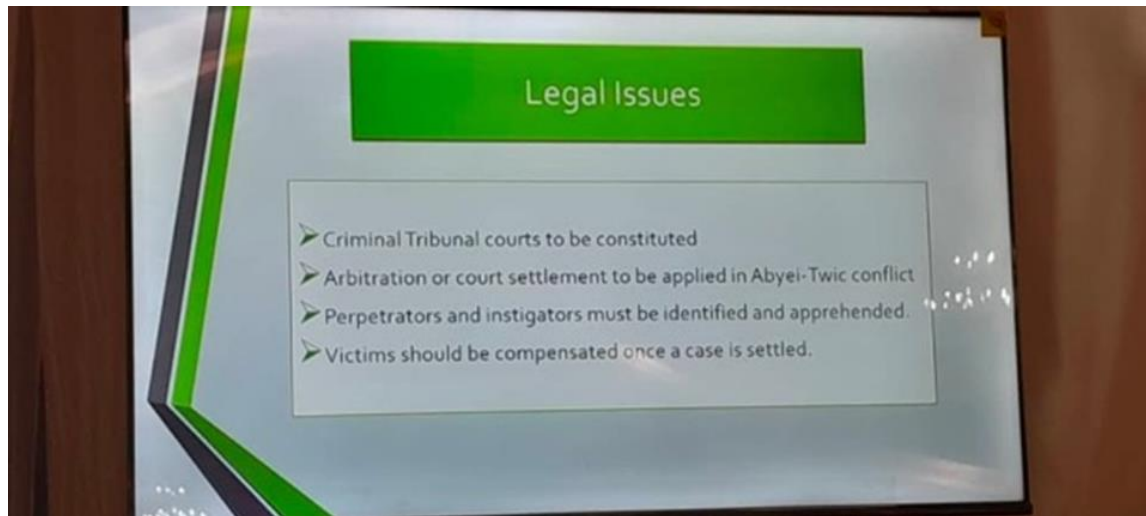 Legal Issues
Criminal Tribunal courts to be constituted
Arbitration or court settlement to be applied in Abyei-Twic conflict
Perpetrators and instigators must be identified and apprehended.
Victims should be compensated once a case is settled.